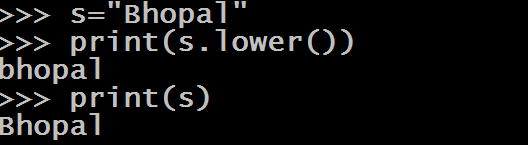 >>> s="Bhopal"
>>> print(s.lower())
bhopal
>>> print(s)
Bhopal